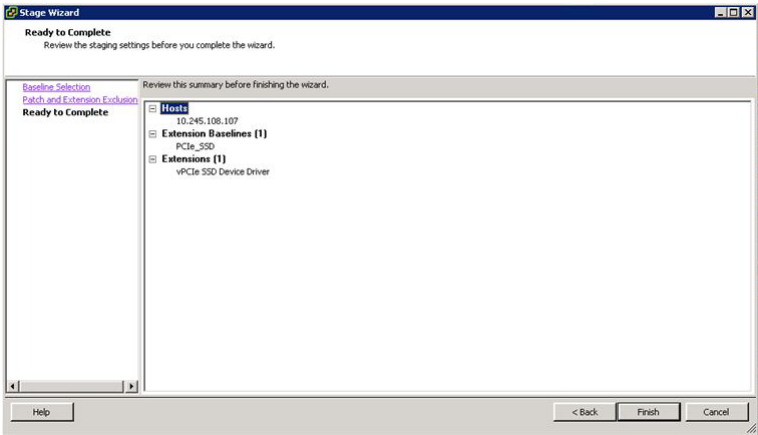 Stage Wizard
Ready to Complete
Review the staging settings before you complete the wizard.
Baseline Selection
Patch and Extension Exclusion
Ready to Complete
Review this summary before finishing the wizard.
Hosts
10.245.108.107
Extension Baselines (1)
PCIe_SSD
Extensions (1)
vPCIe SSD Device Driver
Help
< Back
Finish
Cancel